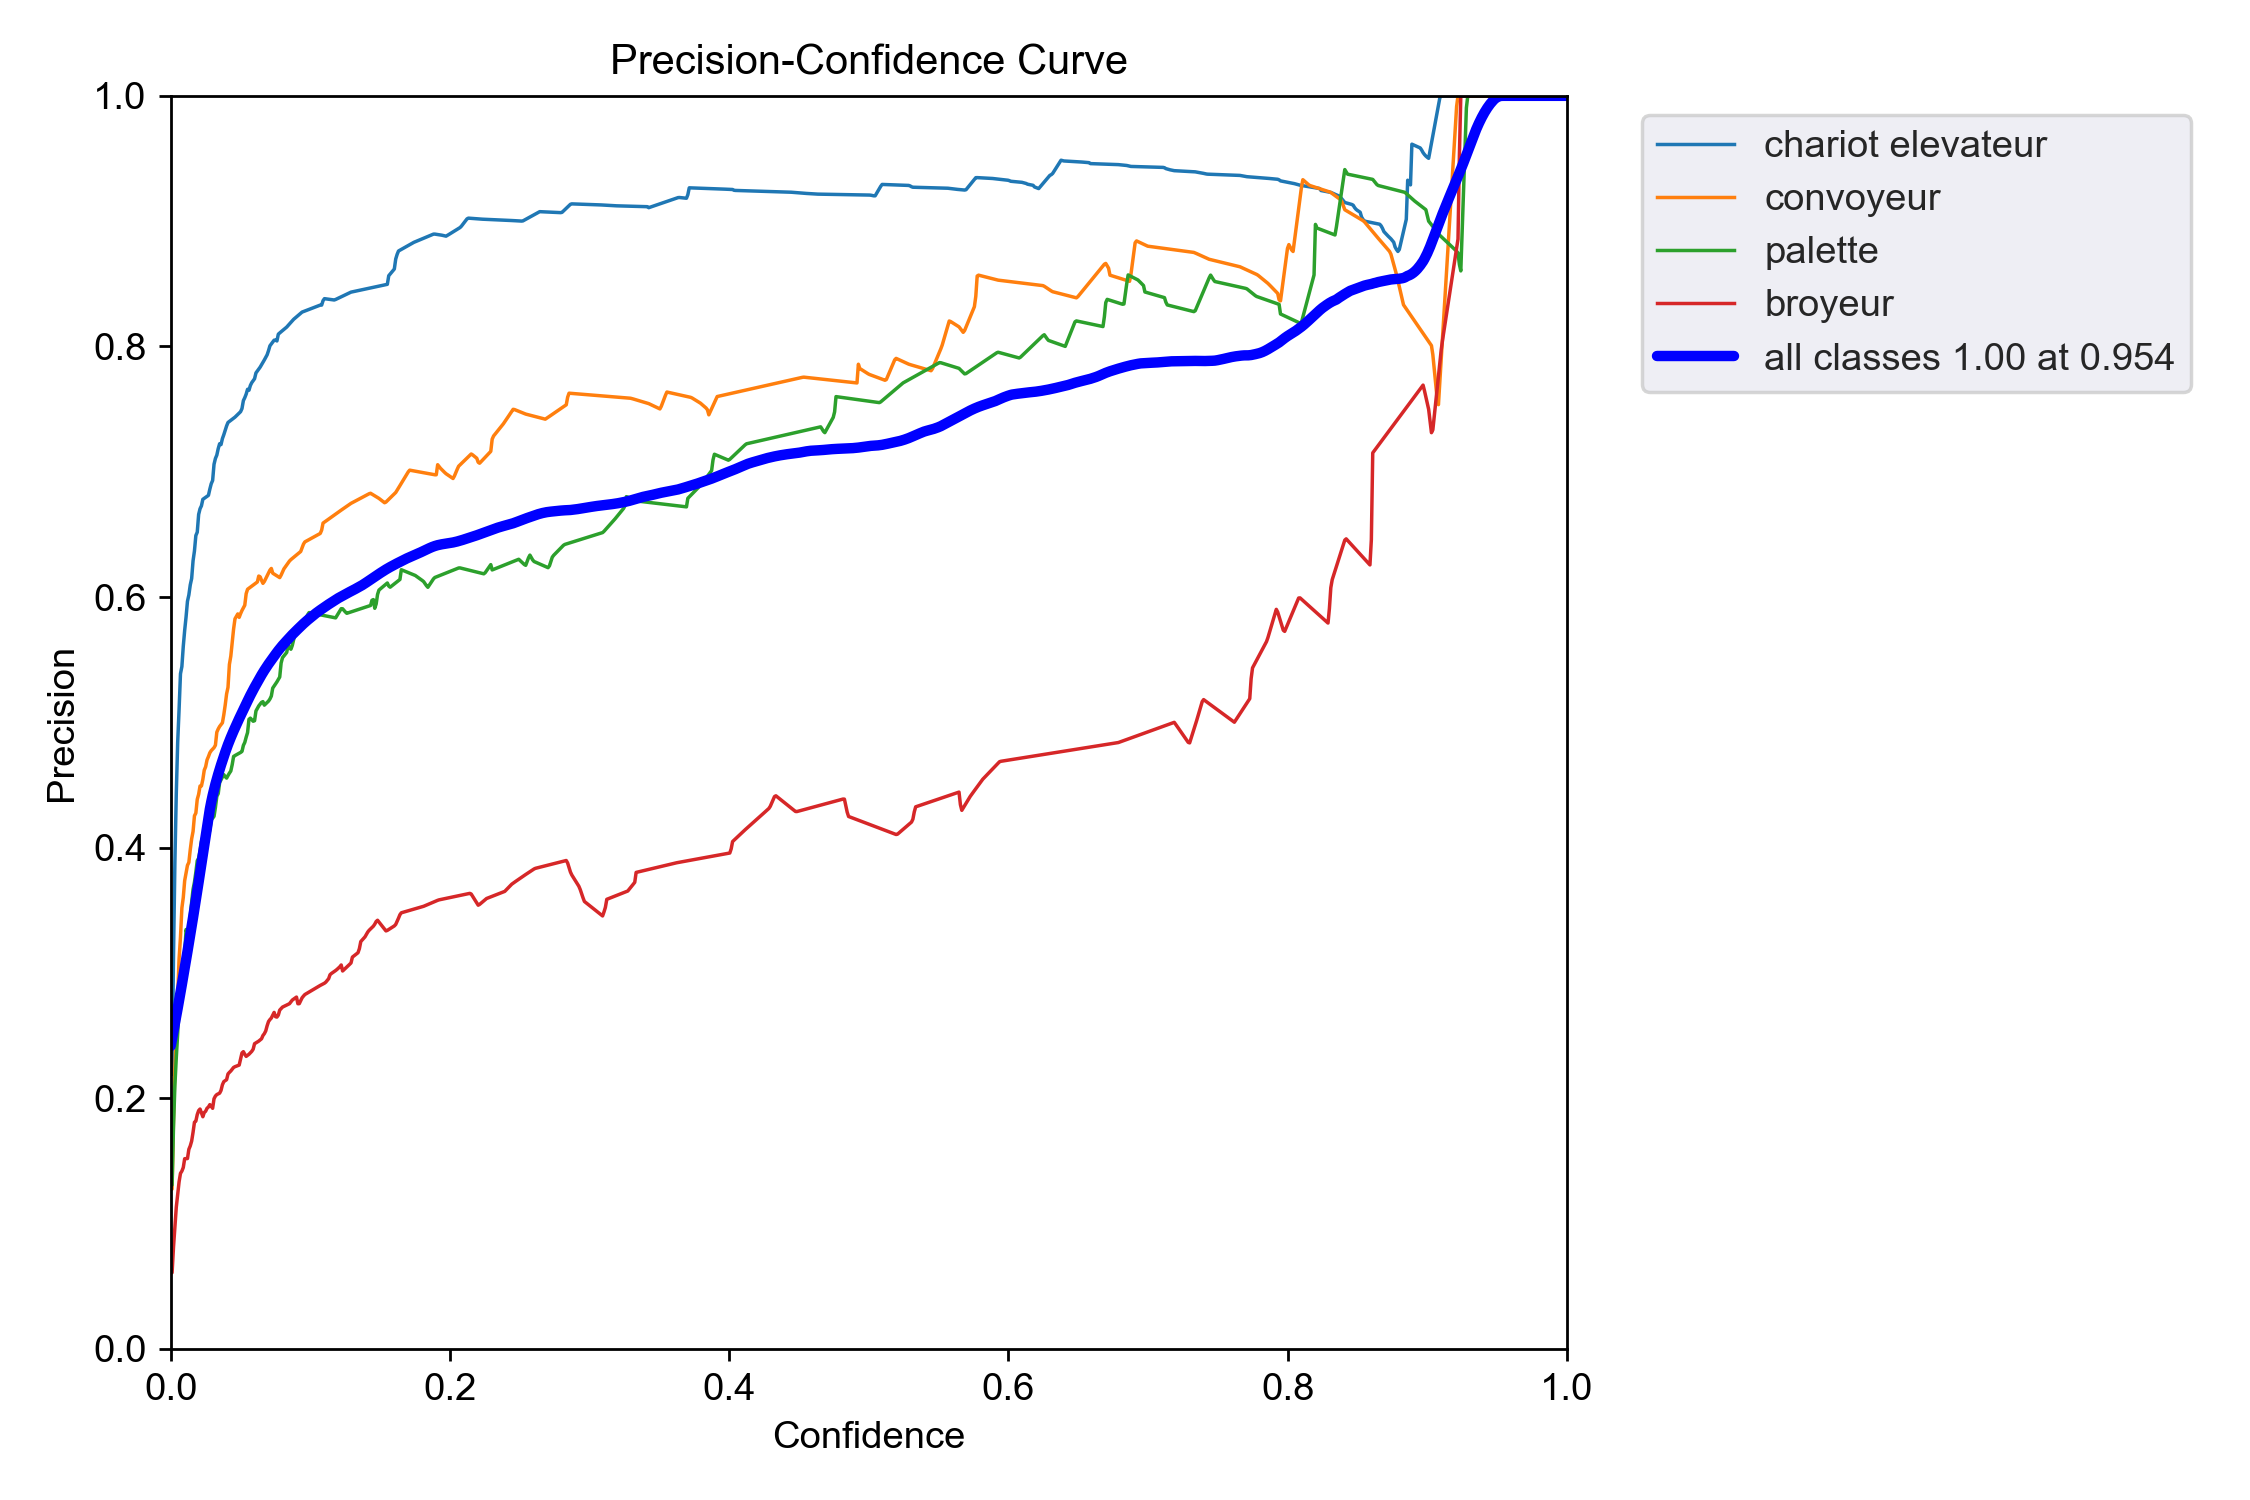 Precision-Confidence Curve
1.0
0.8
0.6
0.4
0.2
0.0
Precision
0.0 0.2 0.4 0.6 0.8 1.0
Confidence
chariot elevateur
convoyeur
palette
broyeur
all classes 1.00 at 0.954